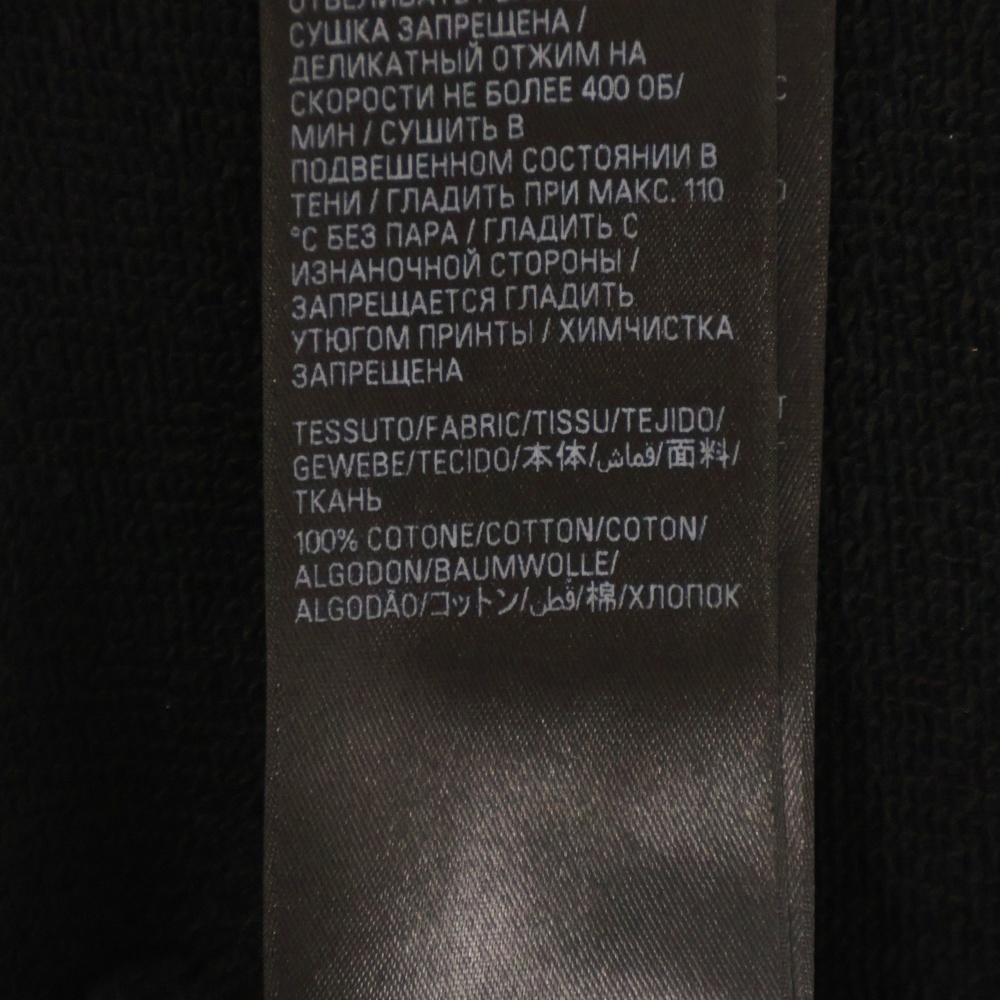 СУШКА ЗАПРЕЩЕНА /
ДЕЛИКАТНЫЙ ОТЖИМ НА
СКОРОСТИ НЕ БОЛЕЕ 400 ОБ/
МИН / СУШИТЬ В
ПОДВЕШЕННОМ СОСТОЯНИИ В
ТЕНИ / ГЛАДИТЬ ПРИ МАКС. 110
°C БЕЗ ПАРА / ГЛАДИТЬ С
ИЗНАНОЧНОЙ СТОРОНЫ /
ЗАПРЕЩАЕТСЯ ГЛАДИТЬ
УТЮГОМ ПРИНТЫ / ХИМЧИСТКА
ЗАПРЕЩЕНА
TESSUTO/FABRIC/TISSU/TEJIDO/
GEWEBE/TECIDO/本体/قماش/面料/
ТКАНЬ
100% COTONE/COTTON/COTON/
ALGODON/BAUMWOLLE/
ALGODÃO/コットン/قطن/棉/ХЛОПОК